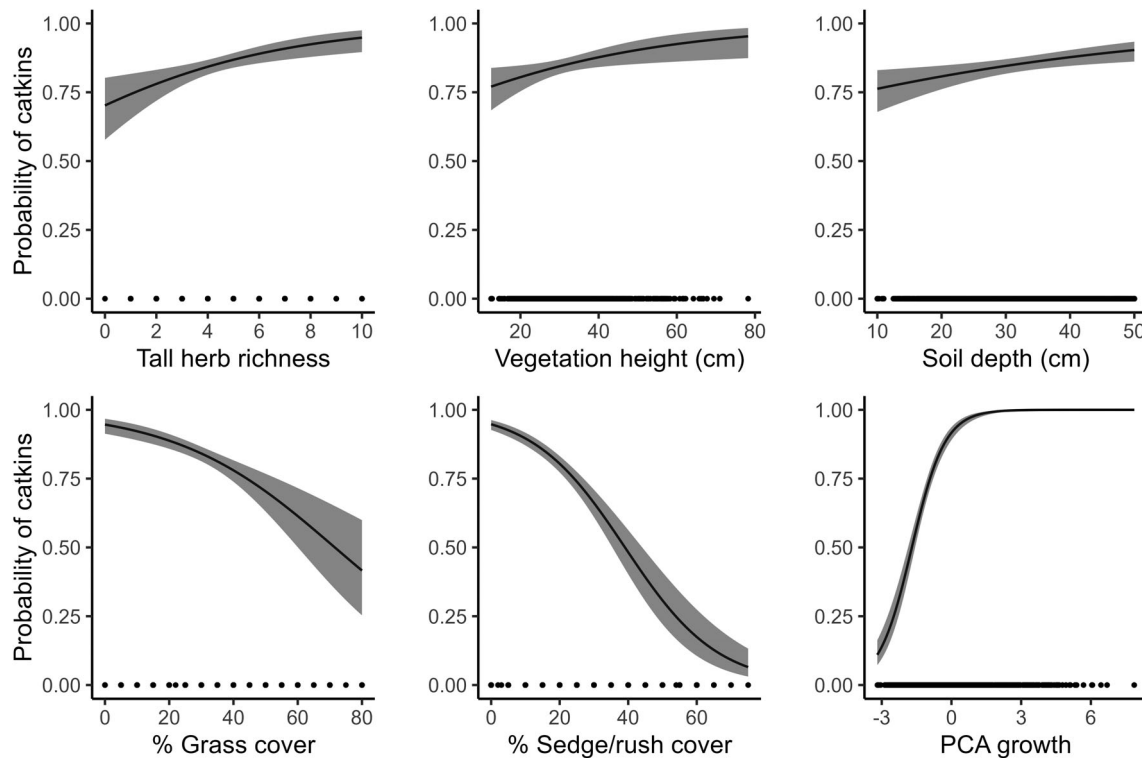 Probability of catkins
1.00
0.75
0.50
0.25
0.00
0 2 4 6 8 10
Tall herb richness
1.00
0.75
0.50
0.25
0.00
20 40 60 80
Vegetation height (cm)
1.00
0.75
0.50
0.25
0.00
10 20 30 40 50
Soil depth (cm)
Probability of catkins
1.00
0.75
0.50
0.25
0.00
0 20 40 60 80
% Grass cover
1.00
0.75
0.50
0.25
0.00
0 20 40 60
% Sedge/rush cover
1.00
0.75
0.50
0.25
0.00
-3 0 3 6
PCA growth